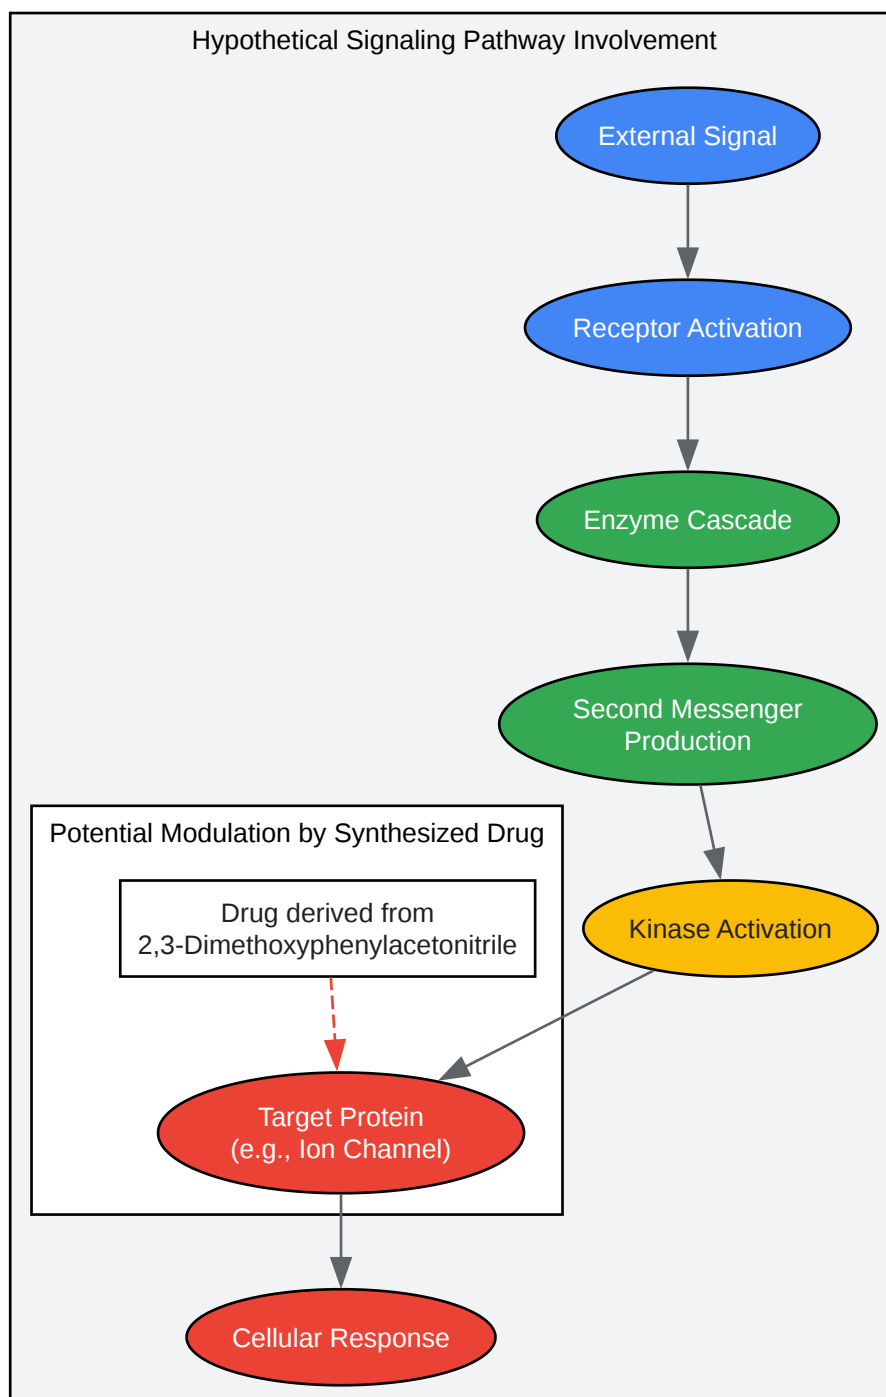 Hypothetical Signaling Pathway Involvement
External Signal
Receptor Activation
Enzyme Cascade
Second Messenger
Production
Potential Modulation by Synthesized Drug
Drug derived from
2,3-Dimethoxyphenylacetonitrile
Kinase Activation
Target Protein
(e.g., Ion Channel)
Cellular Response